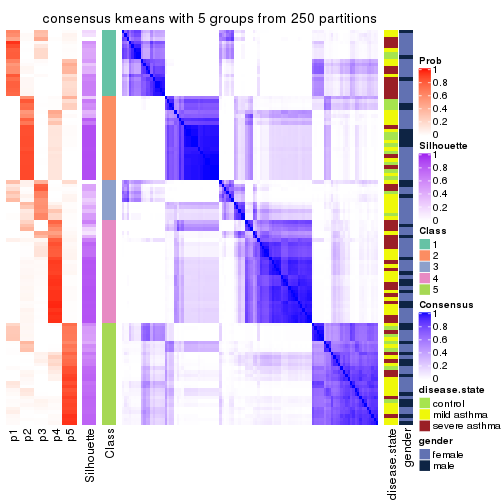 consensus kmeans with 5 groups from 250 partitions
Prob
1
0.8
0.6
0.4
0.2
0
Silhouette
1
0.8
0.6
0.4
0.2
0
Class
1
2
3
4
5
Consensus
1
0.8
0.6
0.4
0.2
0
disease.state
control
mild asthma
severe asthma
gender
female
male
p1
p2
p3
p4
p5
Silhouette
Class
disease.state
gender